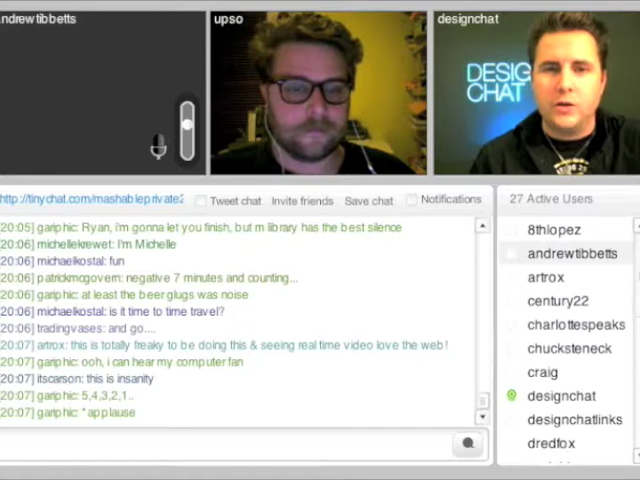 andrewtibbetts
upso
designchat
DESIG
CHAT
http://tinychat.com/mashableprivate2
Tweet chat
Invite friends
Save chat
Notifications
27 Active Users
[20:05] gariphic: Ryan, i'm gonna let you finish, but m library has the best silence
[20:06] michellekrewet: I'm Michelle
[20:06] michaelkostal: fun
[20:06] patrickmcgovern: negative 7 minutes and counting...
[20:06] gariphic: at least the beer glugs was noise
[20:06] michaelkostal: is it time to time travel?
[20:06] tradingvases: and go....
[20:07] artrox: this is totally freaky to be doing this & seeing real time video love the web!
[20:07] gariphic: ooh, i can hear my computer fan
[20:07] itscarson: this is insanity
[20:07] gariphic: 5,4,3,2,1..
[20:07] gariphic: *applause
8thlopez
andrewtibbetts
artrox
century22
charlottespeaks
chucksteneck
craig
designchat
designchatlinks
dredfox